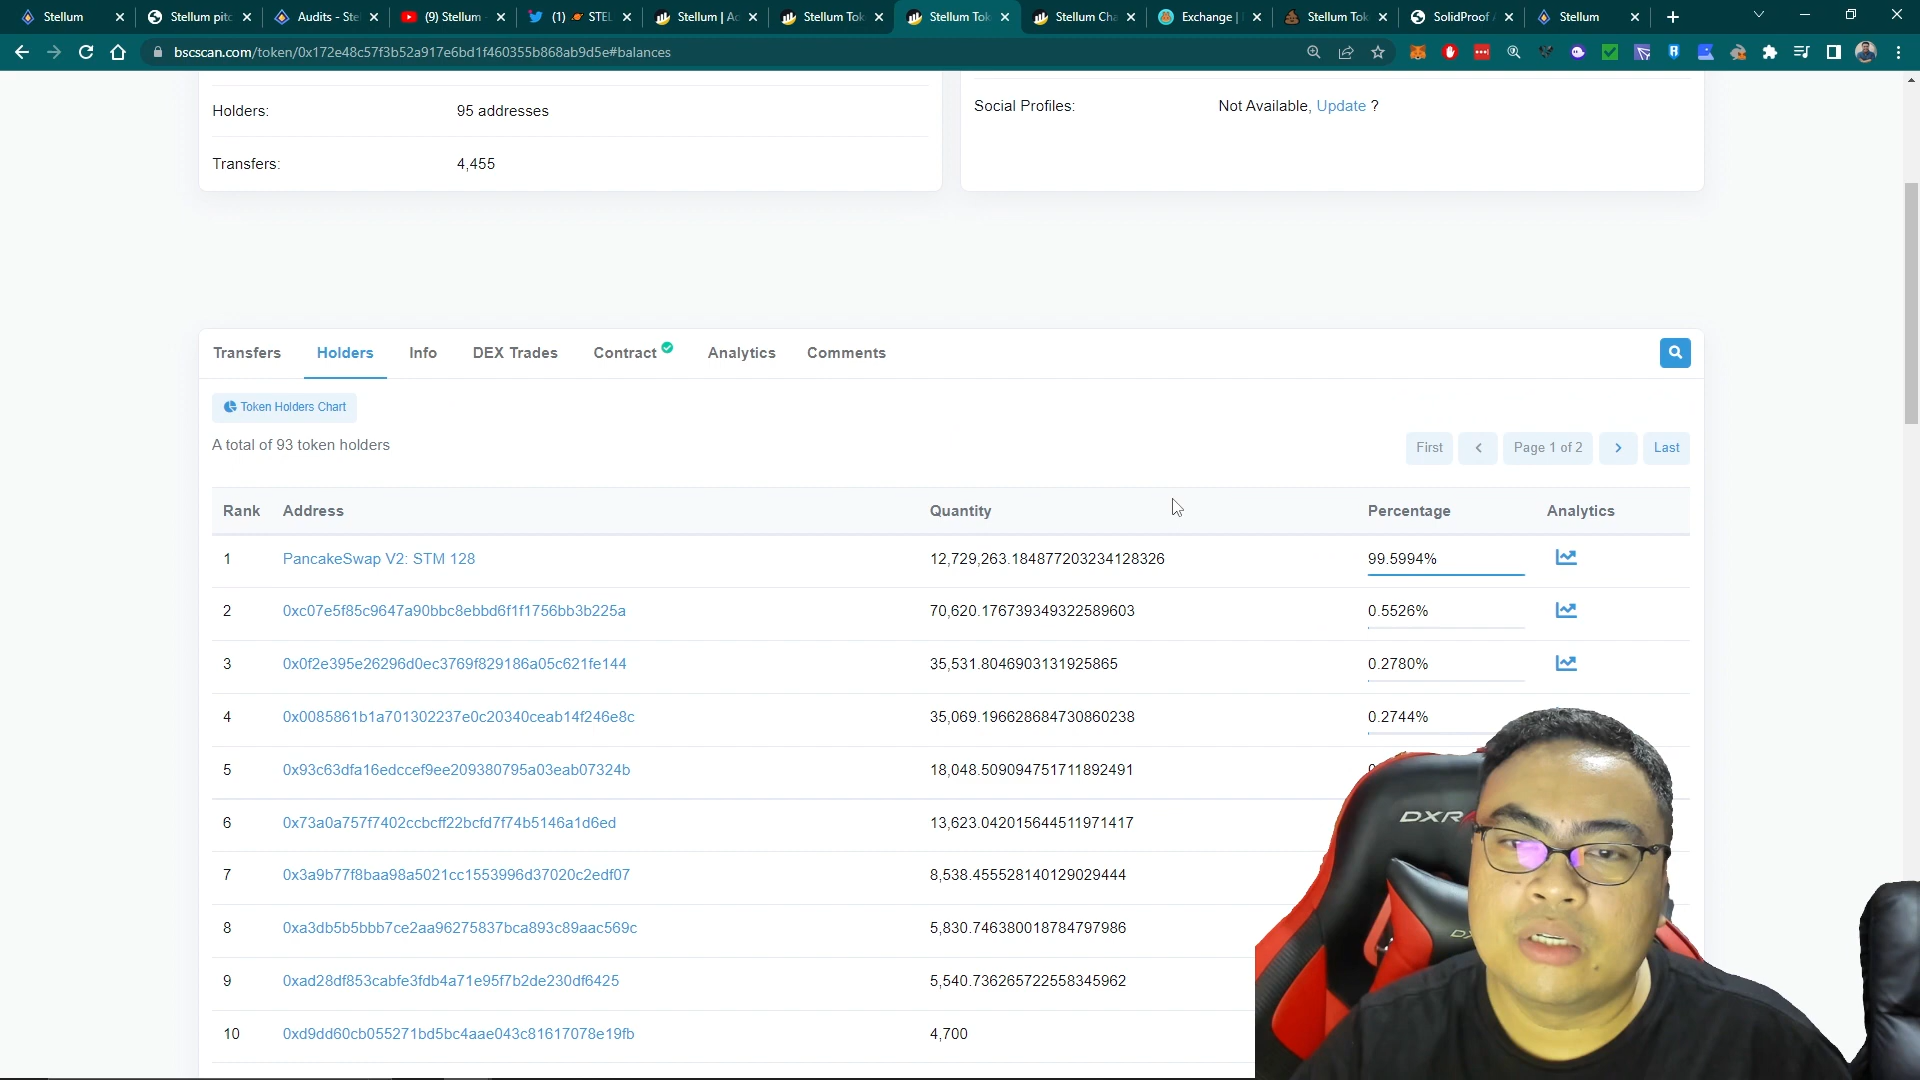 Stellum
Stellum pitc
Audits - Ste
(9) Stellum
(1) STEL
Stellum | Ac
Stellum Tok
Stellum Tok
Stellum Cha
Exchange |
Stellum Tok
SolidProof
Stellum
bscscan.com/token/0x172e48c57f3b52a917e6bd1f460355b868ab9d5e#balances
Holders: 95 addresses
Transfers: 4,455
Social Profiles: Not Available, Update ?
Transfers Holders Info DEX Trades Contract Analytics Comments
Token Holders Chart
A total of 93 token holders
First Page 1 of 2 Last
Rank Address Quantity Percentage Analytics
1 PancakeSwap V2: STM 128 12,729,263.184877203234128326 99.5994%
2 0xc07e5f85c9647a90bbc8ebbd6f1f1756bb3b225a 70,620.176739349322589603 0.5526%
3 0x0f2e395e26296d0ec3769f829186a05c621fe144 35,531.8046903131925865 0.2780%
4 0x0085861b1a701302237e0c20340ceab14f246e8c 35,069.196628684730860238 0.2744%
5 0x93c63dfa16edccef9ee209380795a03eab07324b 18,048.509094751711892491
6 0x73a0a757f7402ccbcff22bcfd7f74b5146a1d6ed 13,623.042015644511971417
7 0x3a9b77f8baa98a5021cc1553996d37020c2edf07 8,538.455528140129029444
8 0xa3db5b5bbb7ce2aa96275837bca893c89aac569c 5,830.746380018784797986
9 0xad28df853cabfe3fdb4a71e95f7b2de230df6425 5,540.736265722558345962
10 0xd9dd60cb055271bd5bc4aae043c81617078e19fb 4,700
DXR